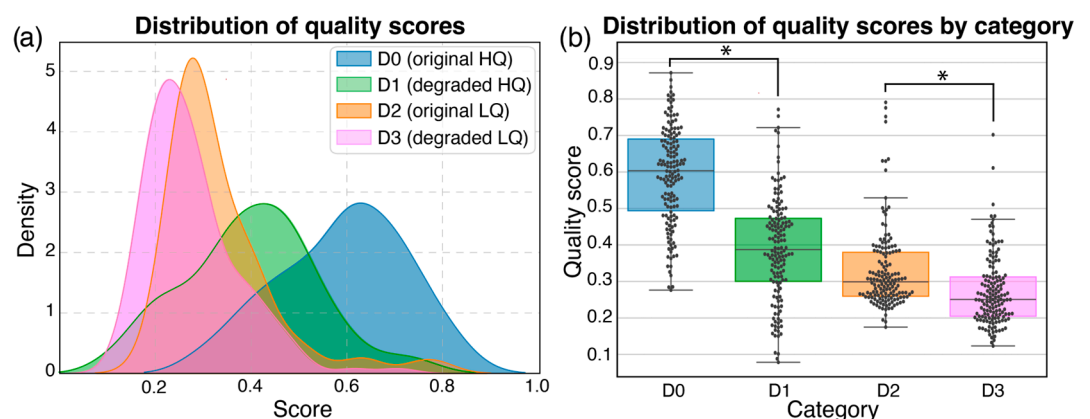 (a) Distribution of quality scores
D0 (original HQ)
D1 (degraded HQ)
D2 (original LQ)
D3 (degraded LQ)
Density
5
4
3
2
1
0
0.2 0.4 0.6 0.8 1.0
Score
(b) Distribution of quality scores by category
* *
Quality score
0.9
0.8
0.7
0.6
0.5
0.4
0.3
0.2
0.1
D0 D1 D2 D3
Category